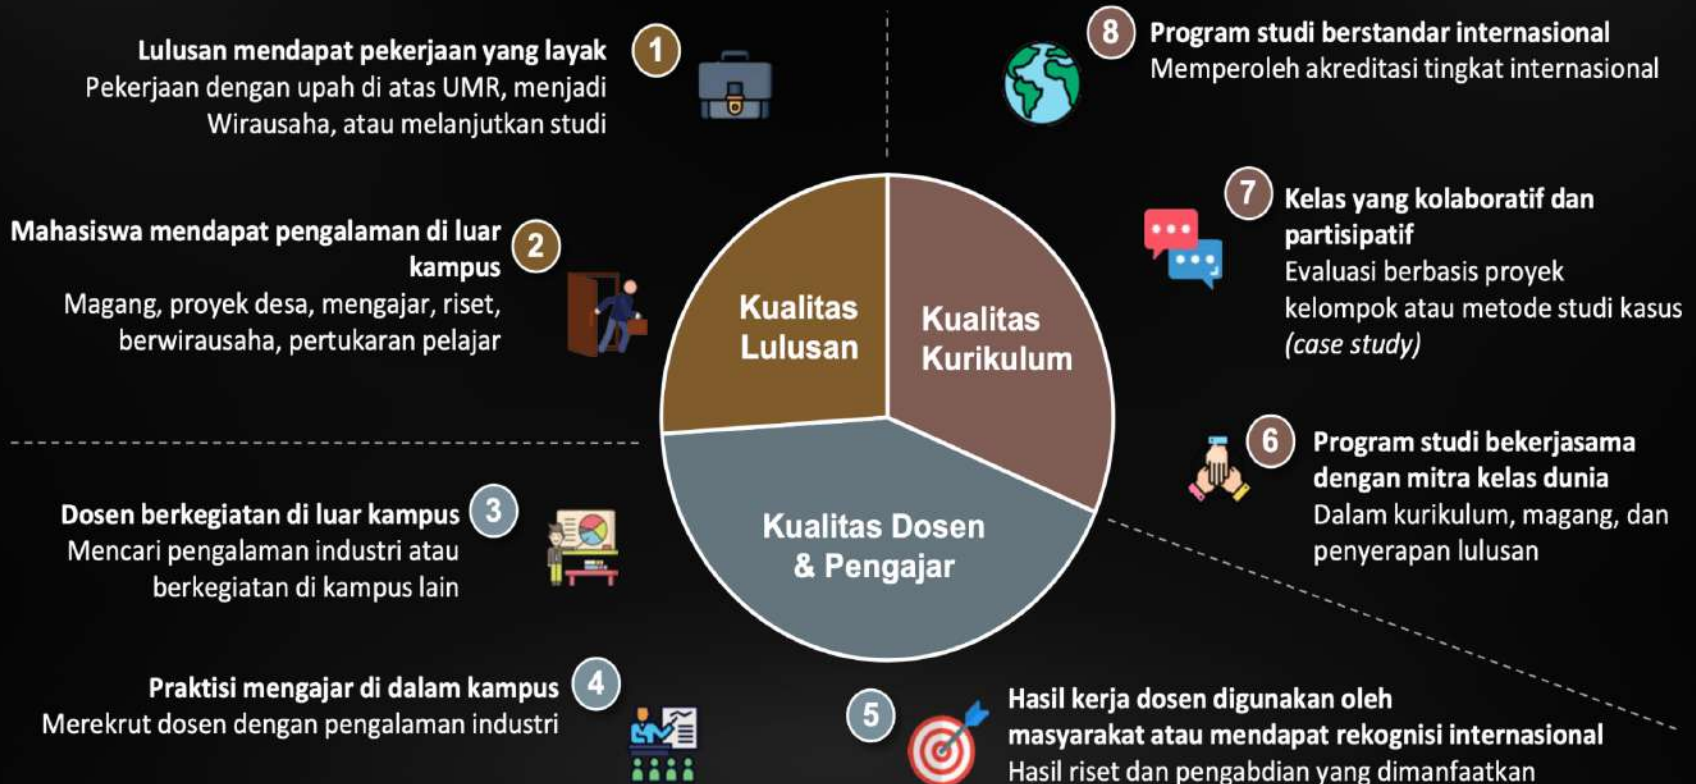 1
Lulusan mendapat pekerjaan yang layak
Pekerjaan dengan upah di atas UMR, menjadi
Wirausaha, atau melanjutkan studi
2
Mahasiswa mendapat pengalaman di luar
kampus
Magang, proyek desa, mengajar, riset,
berwirausaha, pertukaran pelajar
3
Dosen berkegiatan di luar kampus
Mencari pengalaman industri atau
berkegiatan di kampus lain
4
Praktisi mengajar di dalam kampus
Merekrut dosen dengan pengalaman industri
5
Hasil kerja dosen digunakan oleh
masyarakat atau mendapat rekognisi internasional
Hasil riset dan pengabdian yang dimanfaatkan
6
Program studi bekerjasama
dengan mitra kelas dunia
Dalam kurikulum, magang, dan
penyerapan lulusan
7
Kelas yang kolaboratif dan
partisipatif
Evaluasi berbasis proyek
kelompok atau metode studi kasus
(case study)
8
Program studi berstandar internasional
Memperoleh akreditasi tingkat internasional
Kualitas
Lulusan
Kualitas
Kurikulum
Kualitas Dosen
& Pengajar